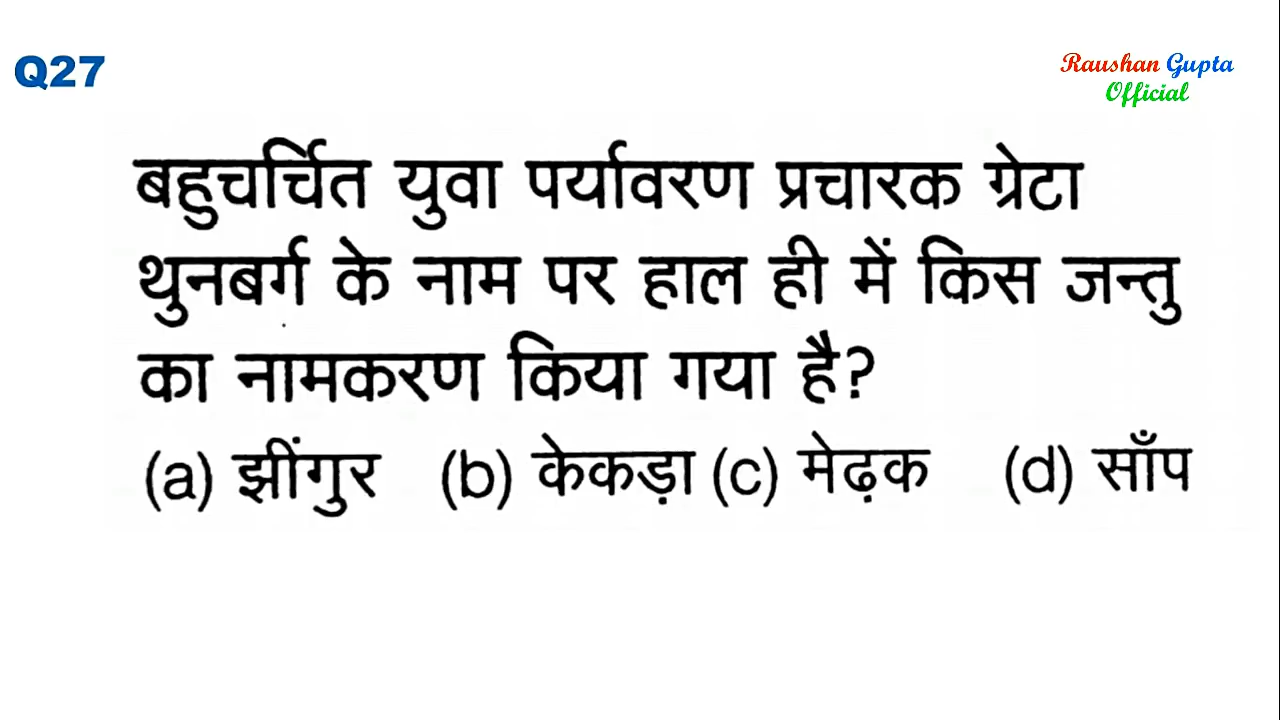 Q27
Raushan Gupta
Official
बहुचर्चित युवा पर्यावरण प्रचारक ग्रेटा
थुनबर्ग के नाम पर हाल ही में किस जन्तु
का नामकरण किया गया है?
(a) झींगुर (b) केकड़ा (c) मेढ़क (d) साँप